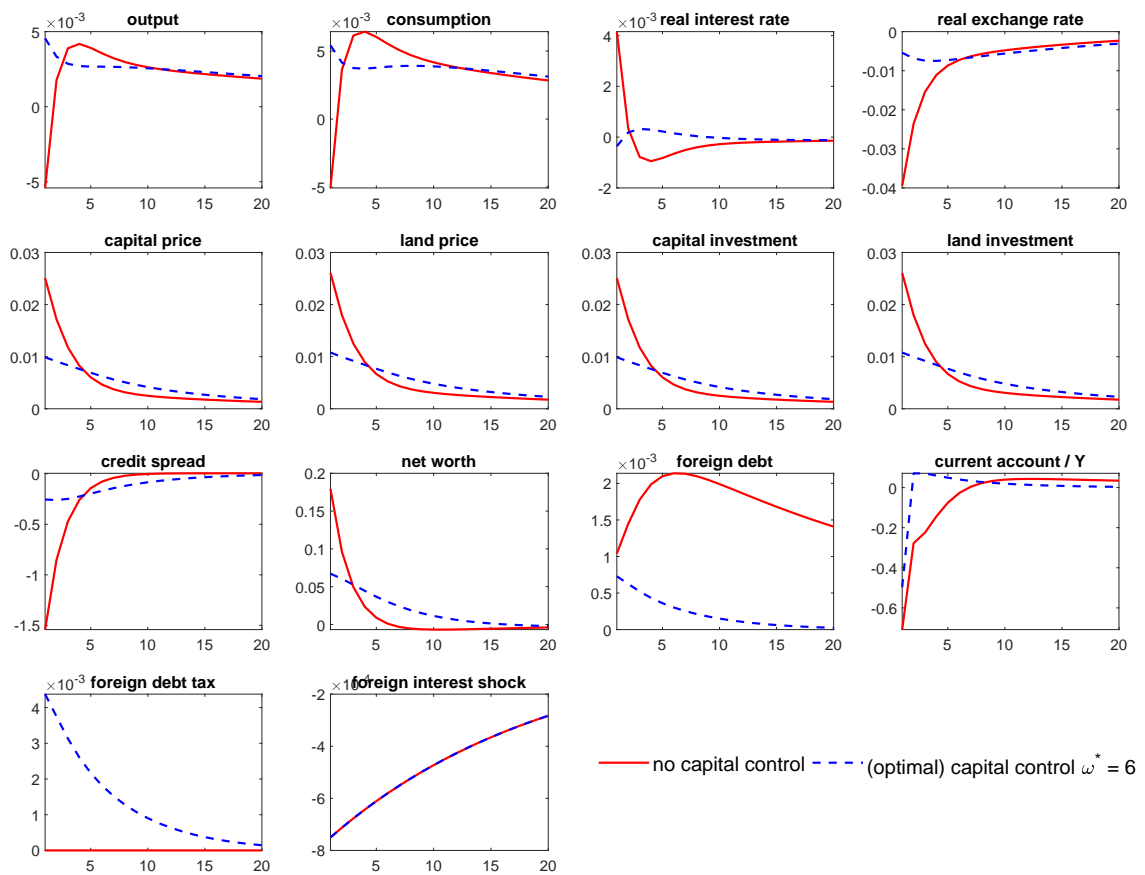 output
×10-3
5
0
-5
5 10 15 20
consumption
×10-3
5
0
-5
5 10 15 20
real interest rate
×10-3
4
2
0
-2
5 10 15 20
real exchange rate
0
-0.01
-0.02
-0.03
-0.04
5 10 15 20
capital price
0.03
0.02
0.01
0
5 10 15 20
land price
0.03
0.02
0.01
0
5 10 15 20
capital investment
0.03
0.02
0.01
0
5 10 15 20
land investment
0.03
0.02
0.01
0
5 10 15 20
credit spread
0
-0.5
-1
-1.5
5 10 15 20
net worth
0.2
0.15
0.1
0.05
0
5 10 15 20
foreign debt
×10-3
2
1.5
1
0.5
0
5 10 15 20
current account / Y
0
-0.2
-0.4
-0.6
5 10 15 20
foreign debt tax
×10-3
4
3
2
1
0
5 10 15 20
foreign interest shock
×10-4
-2
-4
-6
-8
5 10 15 20
no capital control
(optimal) capital control ω* = 6